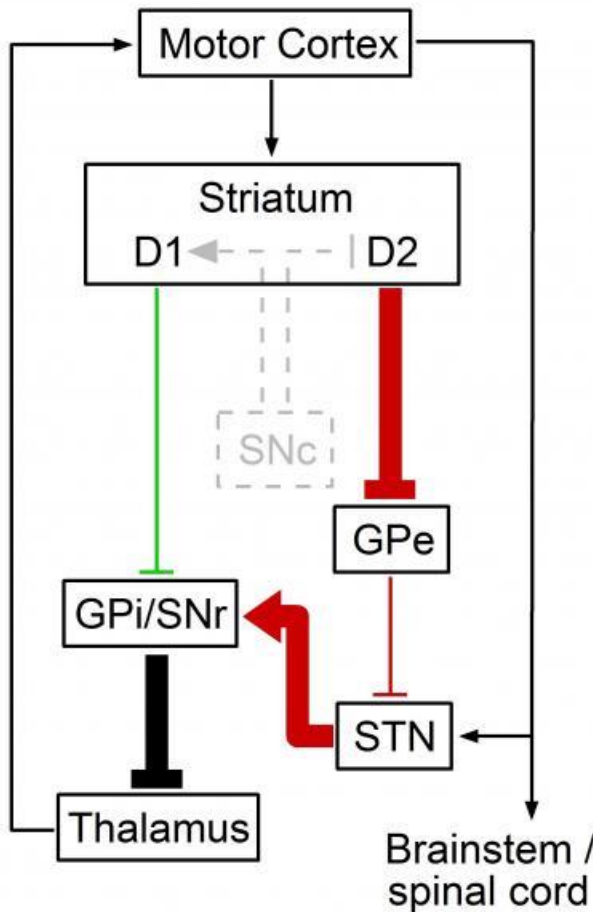 Motor Cortex
Striatum
D1 D2
SNc
GPe
GPi/SNr
STN
Thalamus
Brainstem /
spinal cord